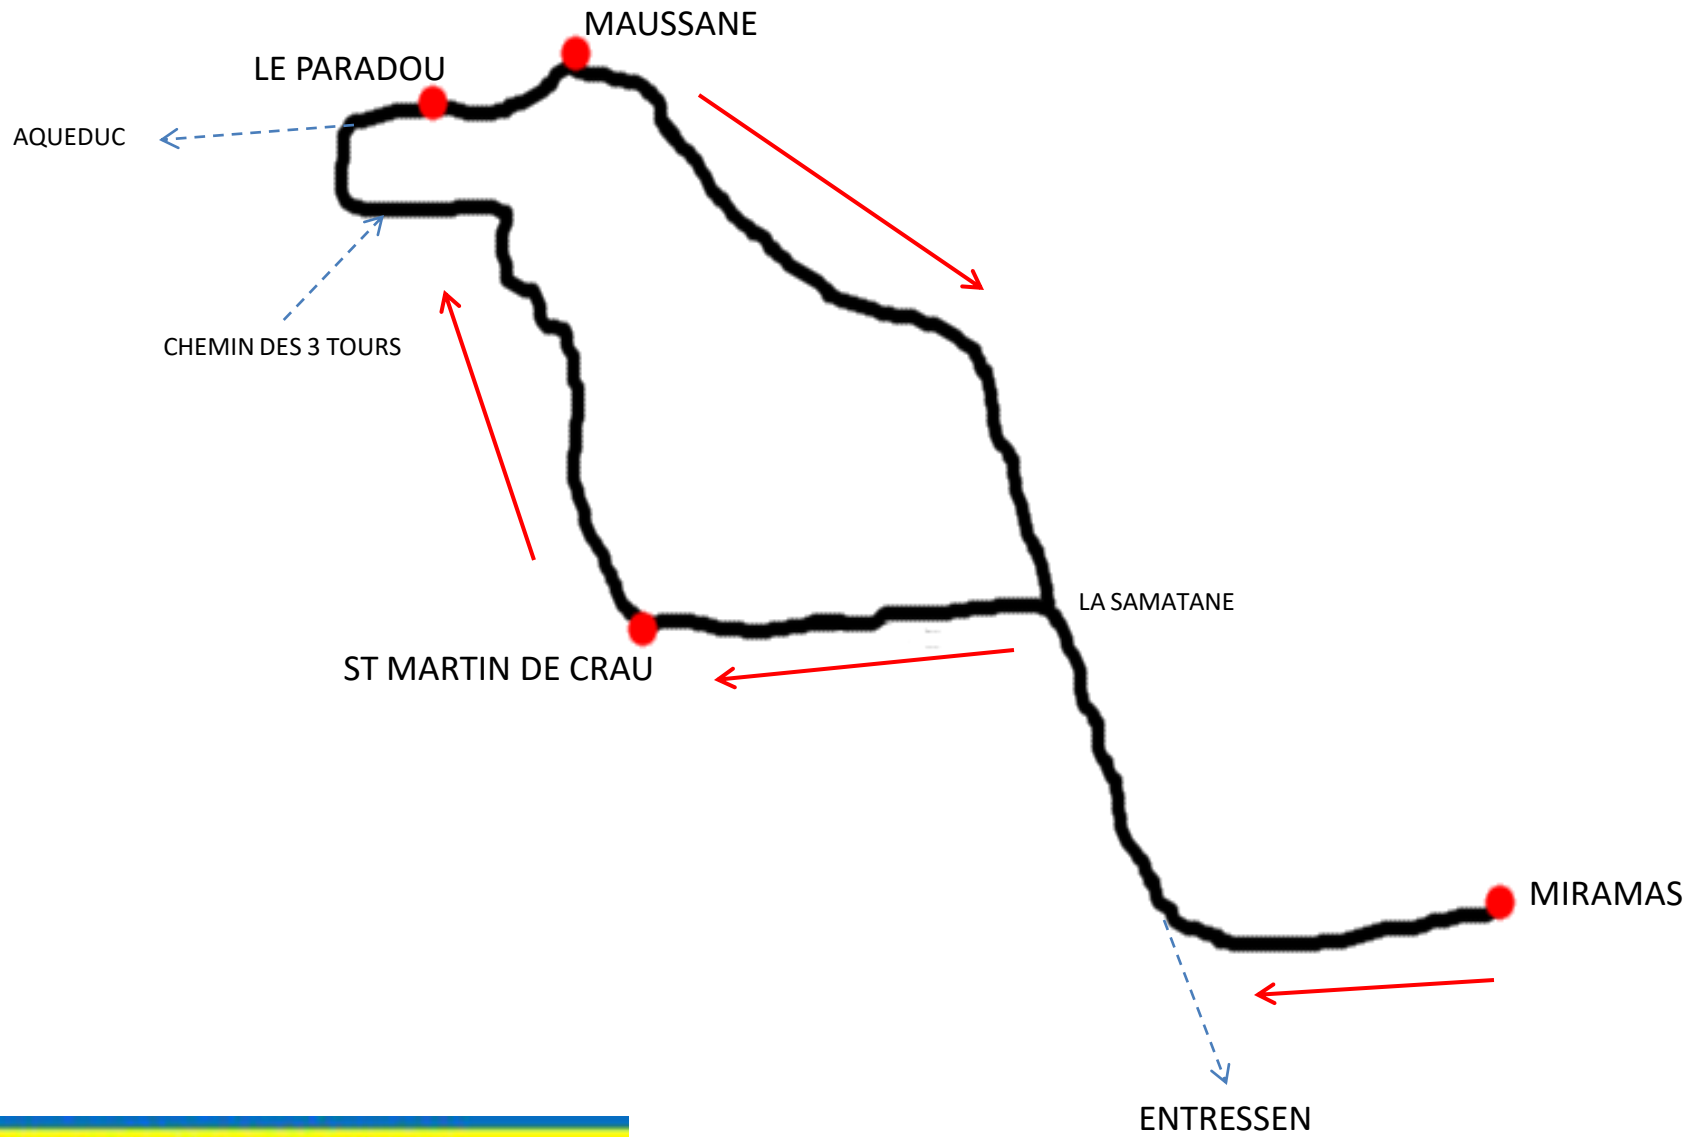 MAUSSANE
LE PARADOU
AQUEDUC
CHEMIN DES 3 TOURS
LA SAMATANE
ST MARTIN DE CRAU
MIRAMAS
ENTRESSEN